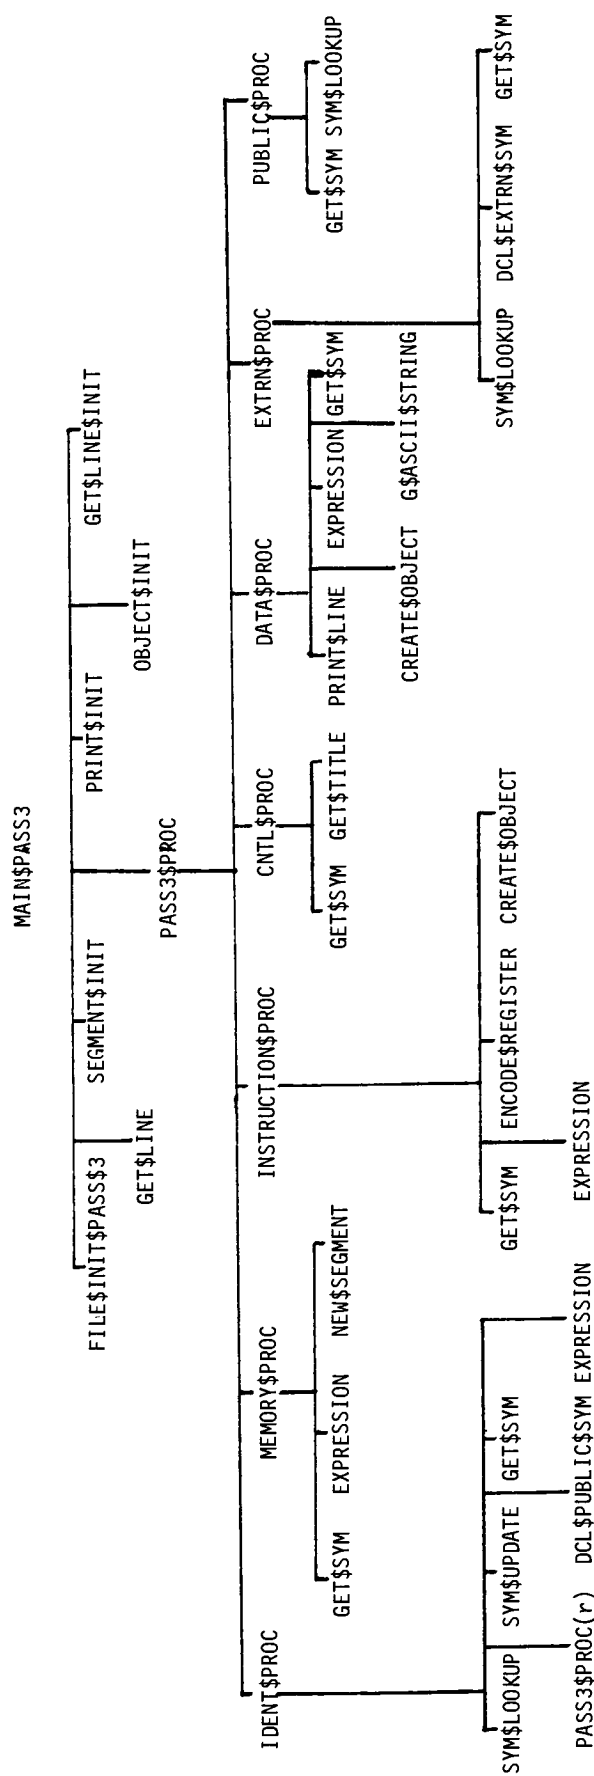 MAIN$PASS3
FILE$INIT$PASS$3 SEGMENT$INIT PRINT$INIT GET$LINE$INIT
GET$LINE OBJECT$INIT
PASS3$PROC
IDENT$PROC MEMORY$PROC INSTRUCTION$PROC CNTL$PROC DATA$PROC EXTRN$PROC PUBLIC$PROC
GET$SYM EXPRESSION NEW$SEGMENT GET$SYM GET$TITLE PRINT$LINE EXPRESSION GET$SYM GET$SYM SYM$LOOKUP
CREATE$OBJECT G$ASCII$STRING
SYM$LOOKUP SYM$UPDATE GET$SYM GET$SYM ENCODE$REGISTER CREATE$OBJECT SYM$LOOKUP DCL$EXTRN$SYM GET$SYM
PASS3$PROC(r) DCL$PUBLIC$SYM EXPRESSION EXPRESSION